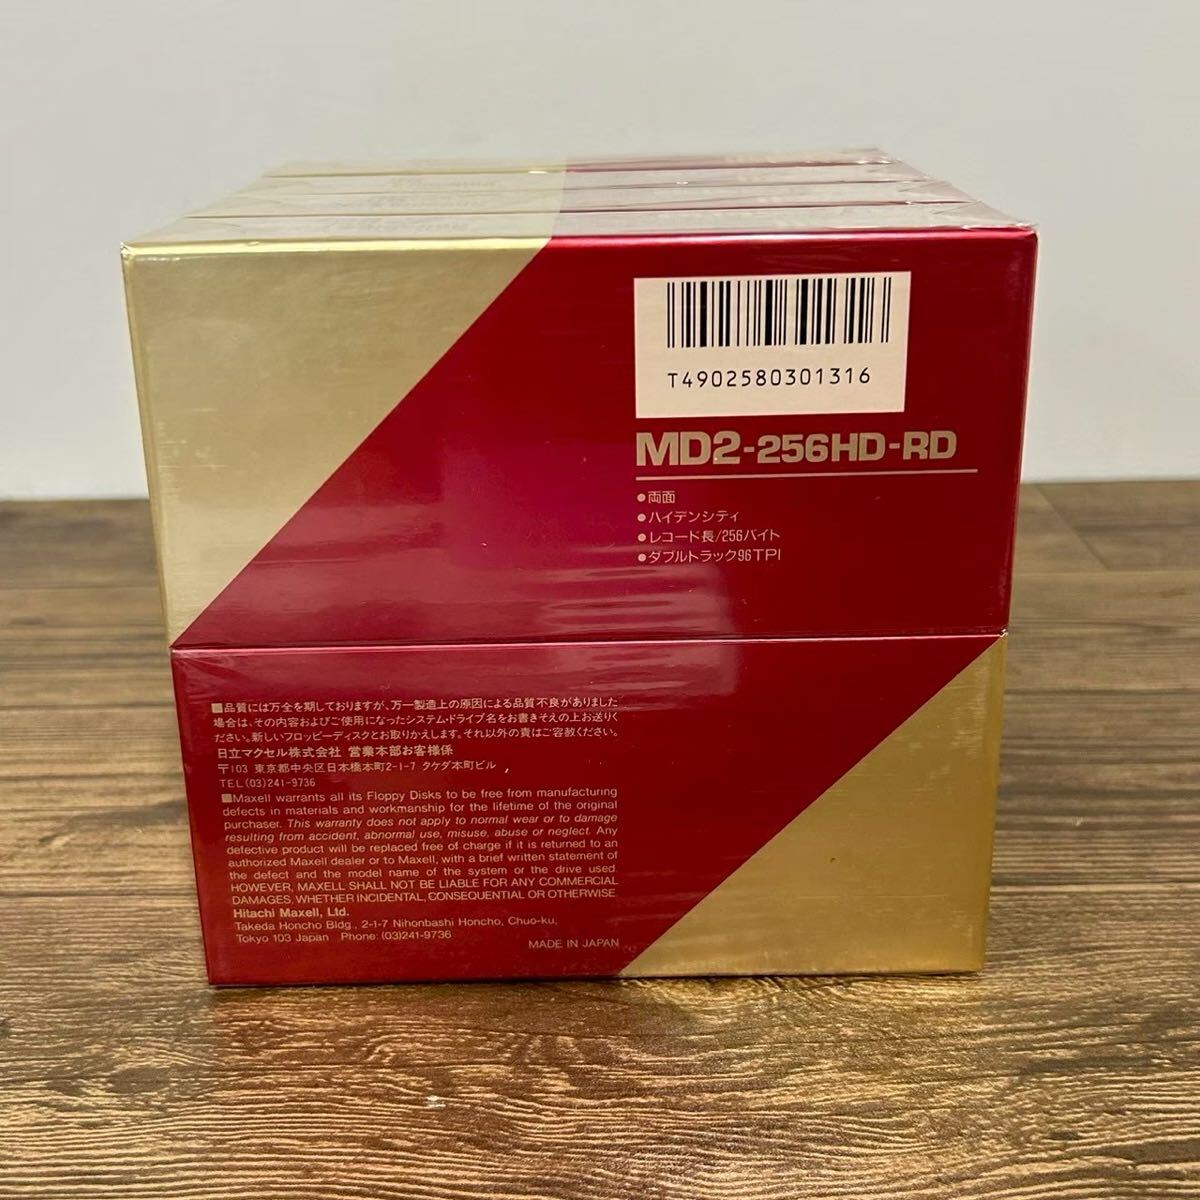 T4902580301316
MD2-256HD-RD
●両面
●ハイデンシティ
●レコード長/256バイト
●ダブルトラック96TPI
■品質には万全を期しておりますが、万一製造上の原因による品質不良がありました
場合は、その内容およびご使用になったシステム・ドライブ名をお書きそえの上お送りく
ださい。新しいフロッピーディスクとお取りかえします。それ以外の責はご容赦ください。
日立マクセル株式会社 営業本部お客様係
〒103 東京都中央区日本橋本町2-1-7 タケダ本町ビル
TEL (03)241-9736
■Maxell warrants all its Floppy Disks to be free from manufacturing
defects in materials and workmanship for the lifetime of the original
purchaser. This warranty does not apply to normal wear or to damage
resulting from accident, abnormal use, misuse, abuse or neglect. Any
defective product will be replaced free of charge if it is returned to an
authorized Maxell dealer or to Maxell, with a brief written statement of
the defect and the model name of the system or the drive used.
HOWEVER, MAXELL SHALL NOT BE LIABLE FOR ANY COMMERCIAL
DAMAGES, WHETHER INCIDENTAL, CONSEQUENTIAL OR OTHERWISE.
Hitachi Maxell, Ltd.
Takeda Honcho Bldg., 2-1-7 Nihonbashi Honcho, Chuo-ku,
Tokyo 103 Japan Phone: (03)241-9736
MADE IN JAPAN